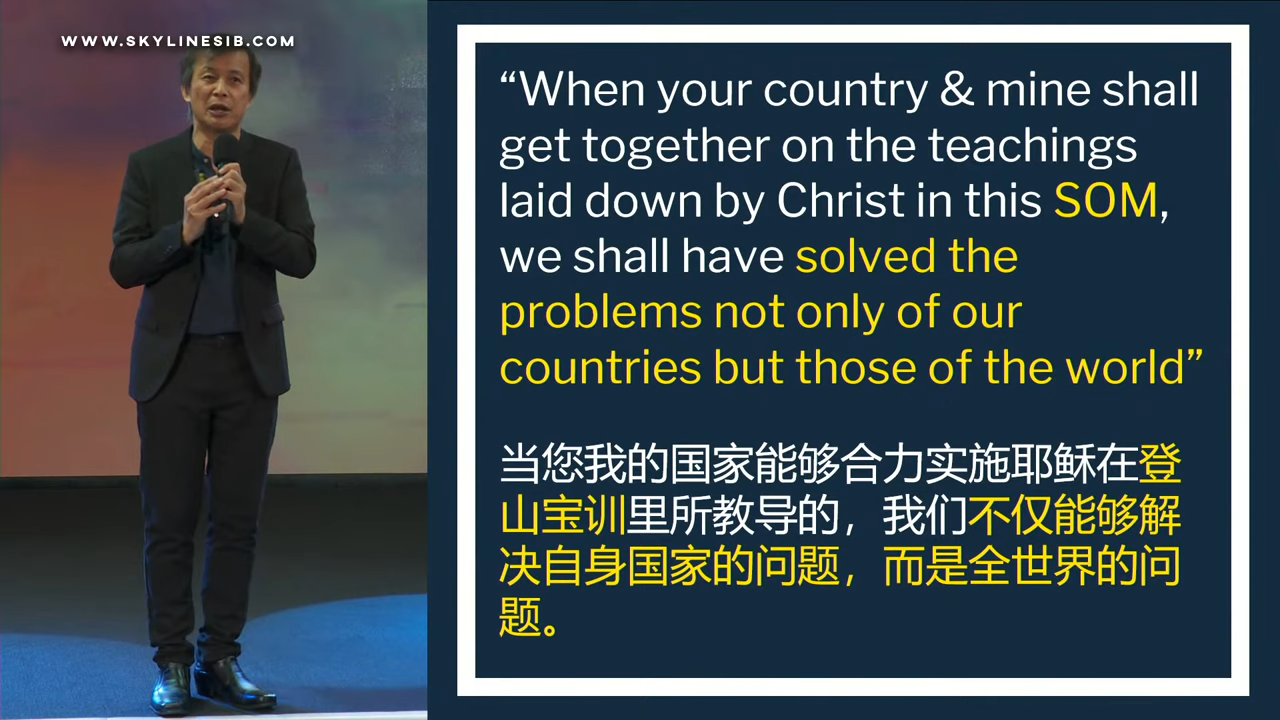 WWW.SKYLINESIB.COM
“When your country & mine shall
get together on the teachings
laid down by Christ in this SOM,
we shall have solved the
problems not only of our
countries but those of the world”
当您我的国家能够合力实施耶稣在登
山宝训里所教导的，我们不仅能够解
决自身国家的问题，而是全世界的问
题。